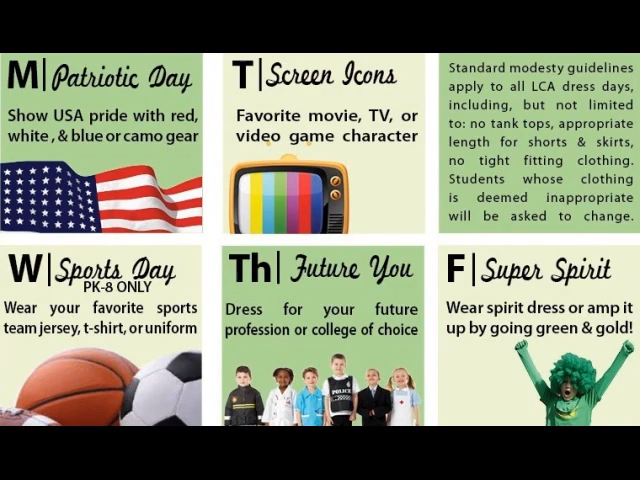 M| Patriotic Day
Show USA pride with red,
white , & blue or camo gear
T| Screen Icons
Favorite movie, TV, or
video game character
Standard modesty guidelines
apply to all LCA dress days,
including, but not limited
to: no tank tops, appropriate
length for shorts & skirts,
no tight fitting clothing.
Students whose clothing
is deemed inappropriate
will be asked to change.
W| Sports Day
PK-8 ONLY
Wear your favorite sports
team jersey, t-shirt, or uniform
Th| Future You
Dress for your future
profession or college of choice
POLICE
F| Super Spirit
Wear spirit dress or amp it
up by going green & gold!